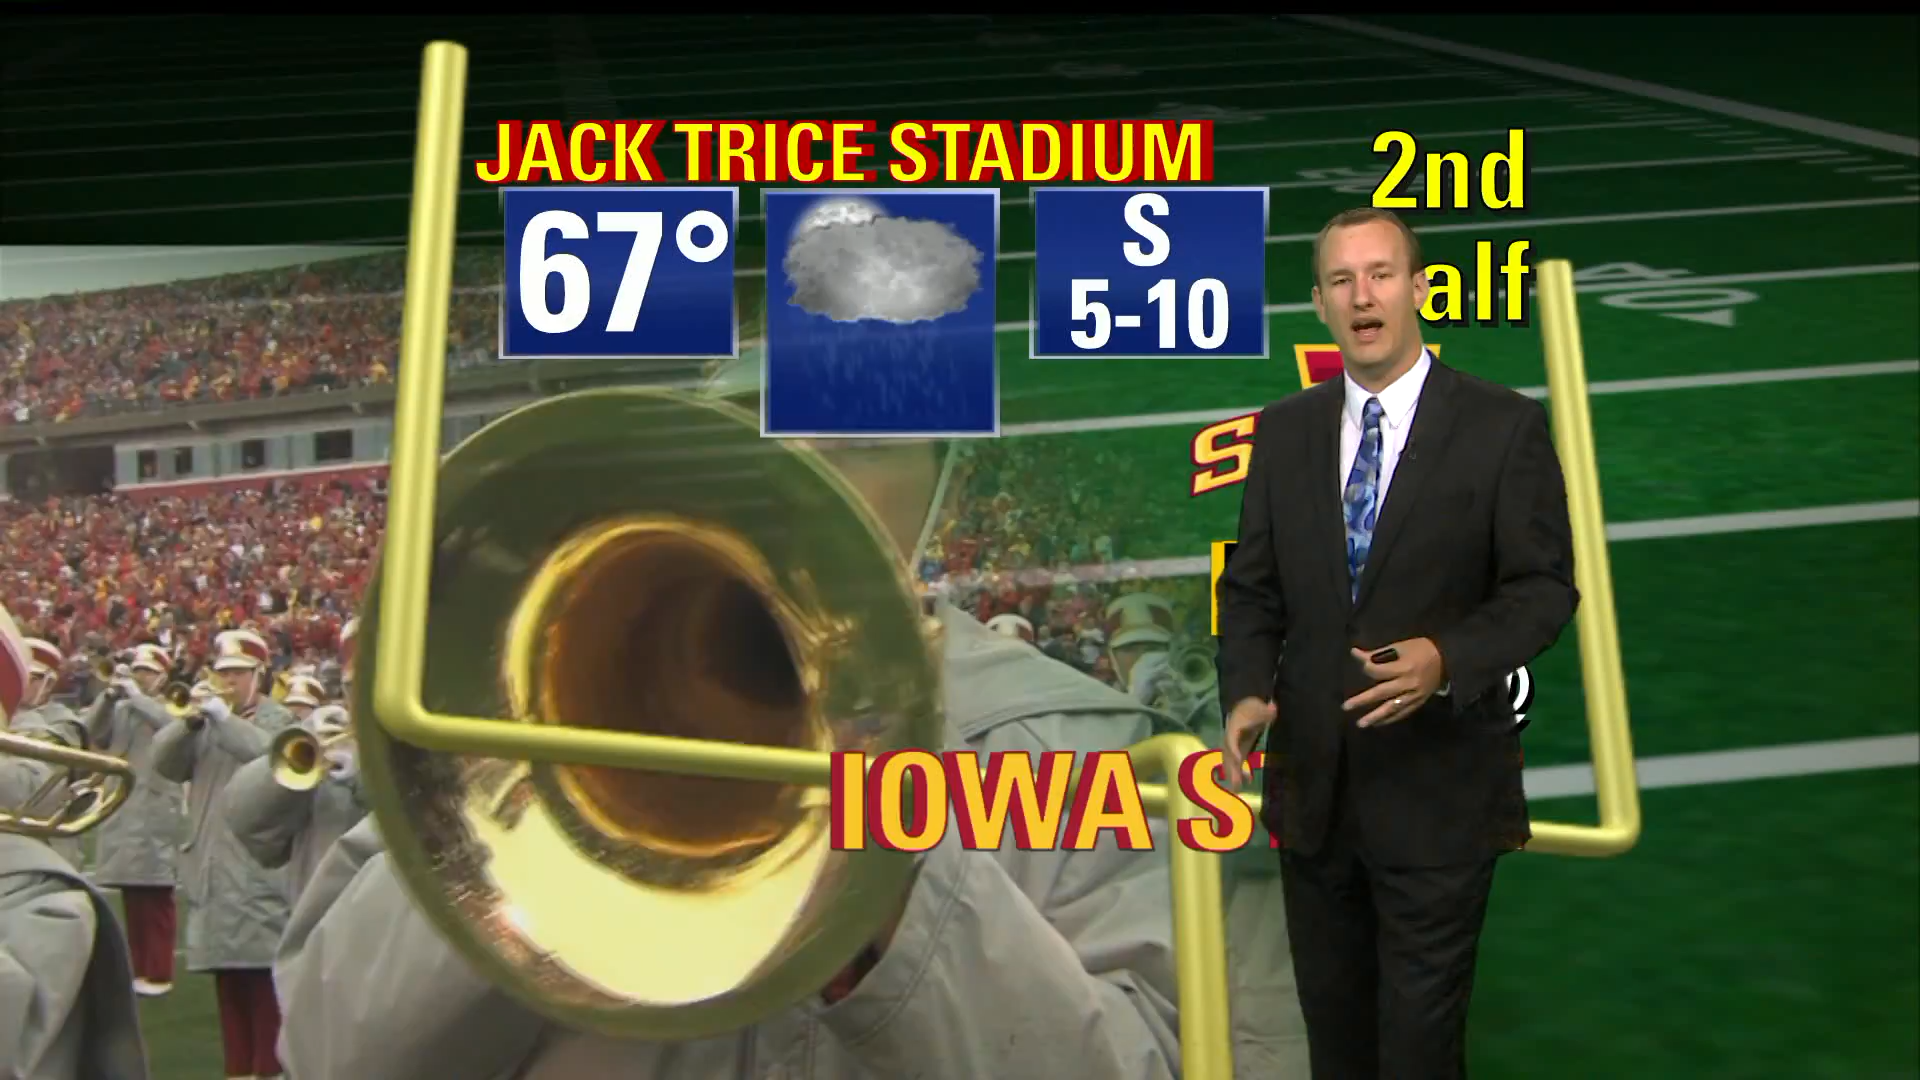 JACK TRICE STADIUM
2nd
alf
67°
S
5-10
IOWA S